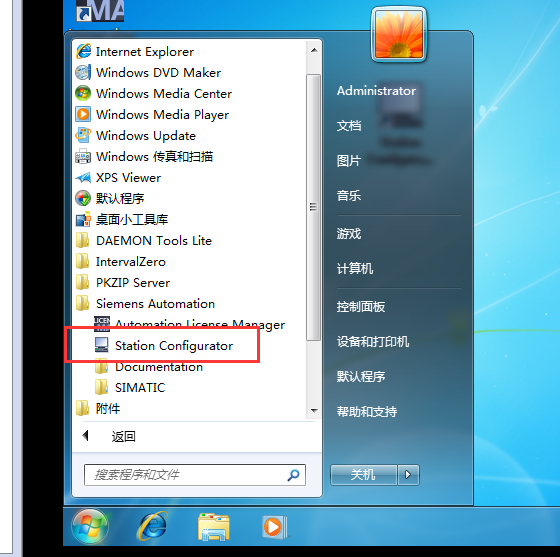 MA
Internet Explorer
Windows DVD Maker
Windows Media Center
Windows Media Player
Windows Update
Windows 传真和扫描
XPS Viewer
默认程序
桌面小工具库
DAEMON Tools Lite
IntervalZero
PKZIP Server
Siemens Automation
Automation License Manager
Station Configurator
Documentation
SIMATIC
附件
返回
搜索程序和文件
Administrator
文档
图片
音乐
游戏
计算机
控制面板
设备和打印机
默认程序
帮助和支持
关机